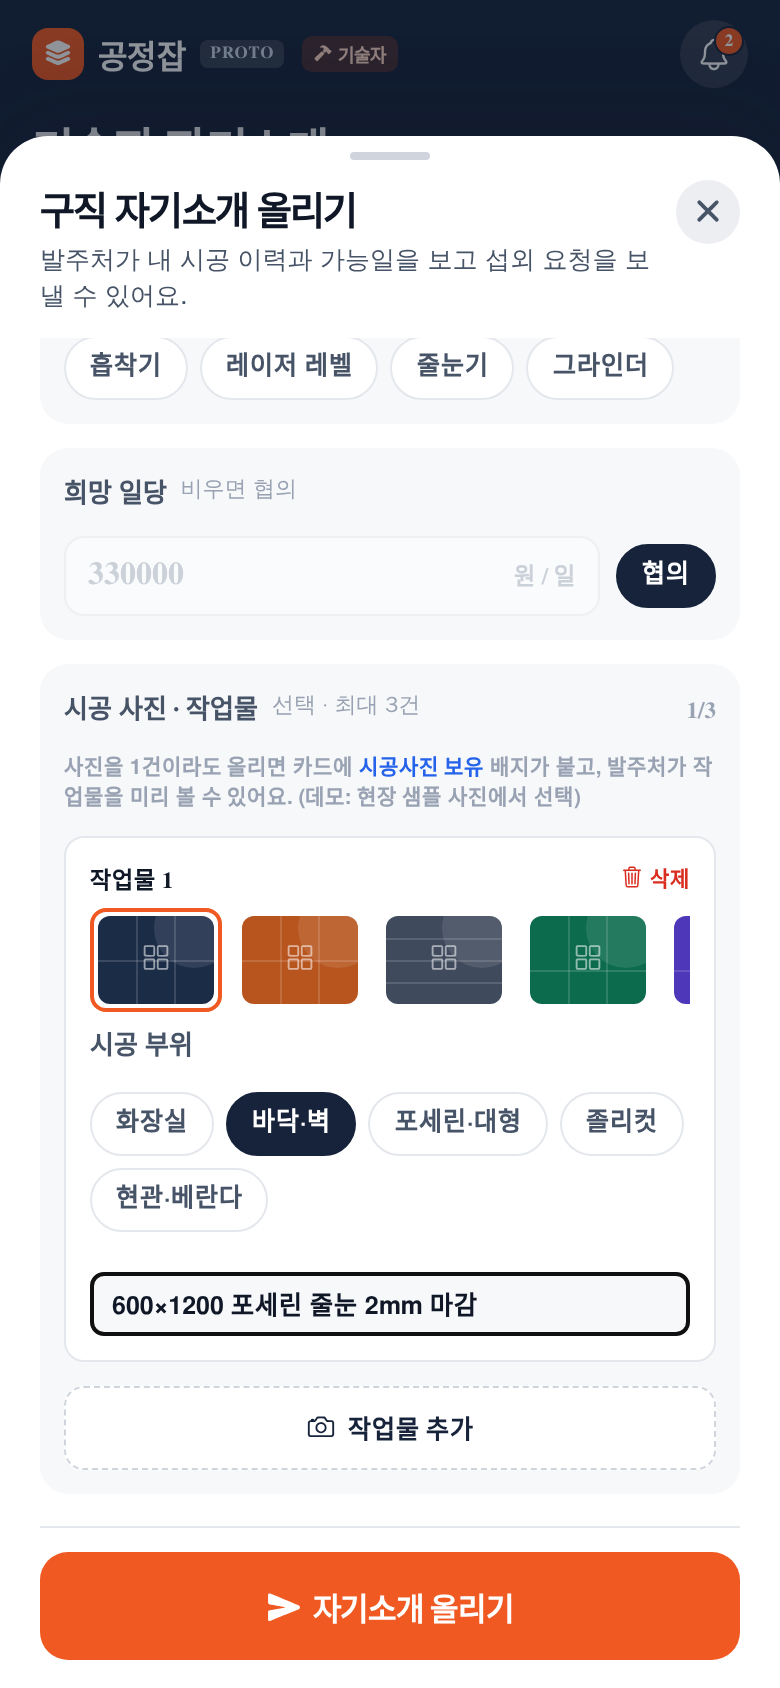 공정잡 PROTO 기술자 2
구직 자기소개 올리기
발주처가 내 시공 이력과 가능일을 보고 섭외 요청을 보
낼 수 있어요.
흡착기 레이저 레벨 줄눈기 그라인더
희망 일당 비우면 협의
330000 원 / 일 협의
시공 사진 · 작업물 선택 · 최대 3건 1/3
사진을 1건이라도 올리면 카드에 시공사진 보유 배지가 붙고, 발주처가 작
업물을 미리 볼 수 있어요. (데모: 현장 샘플 사진에서 선택)
작업물 1 삭제
시공 부위
화장실 바닥·벽 포세린·대형 졸리컷
현관·베란다
600×1200 포세린 줄눈 2mm 마감
작업물 추가
자기소개 올리기